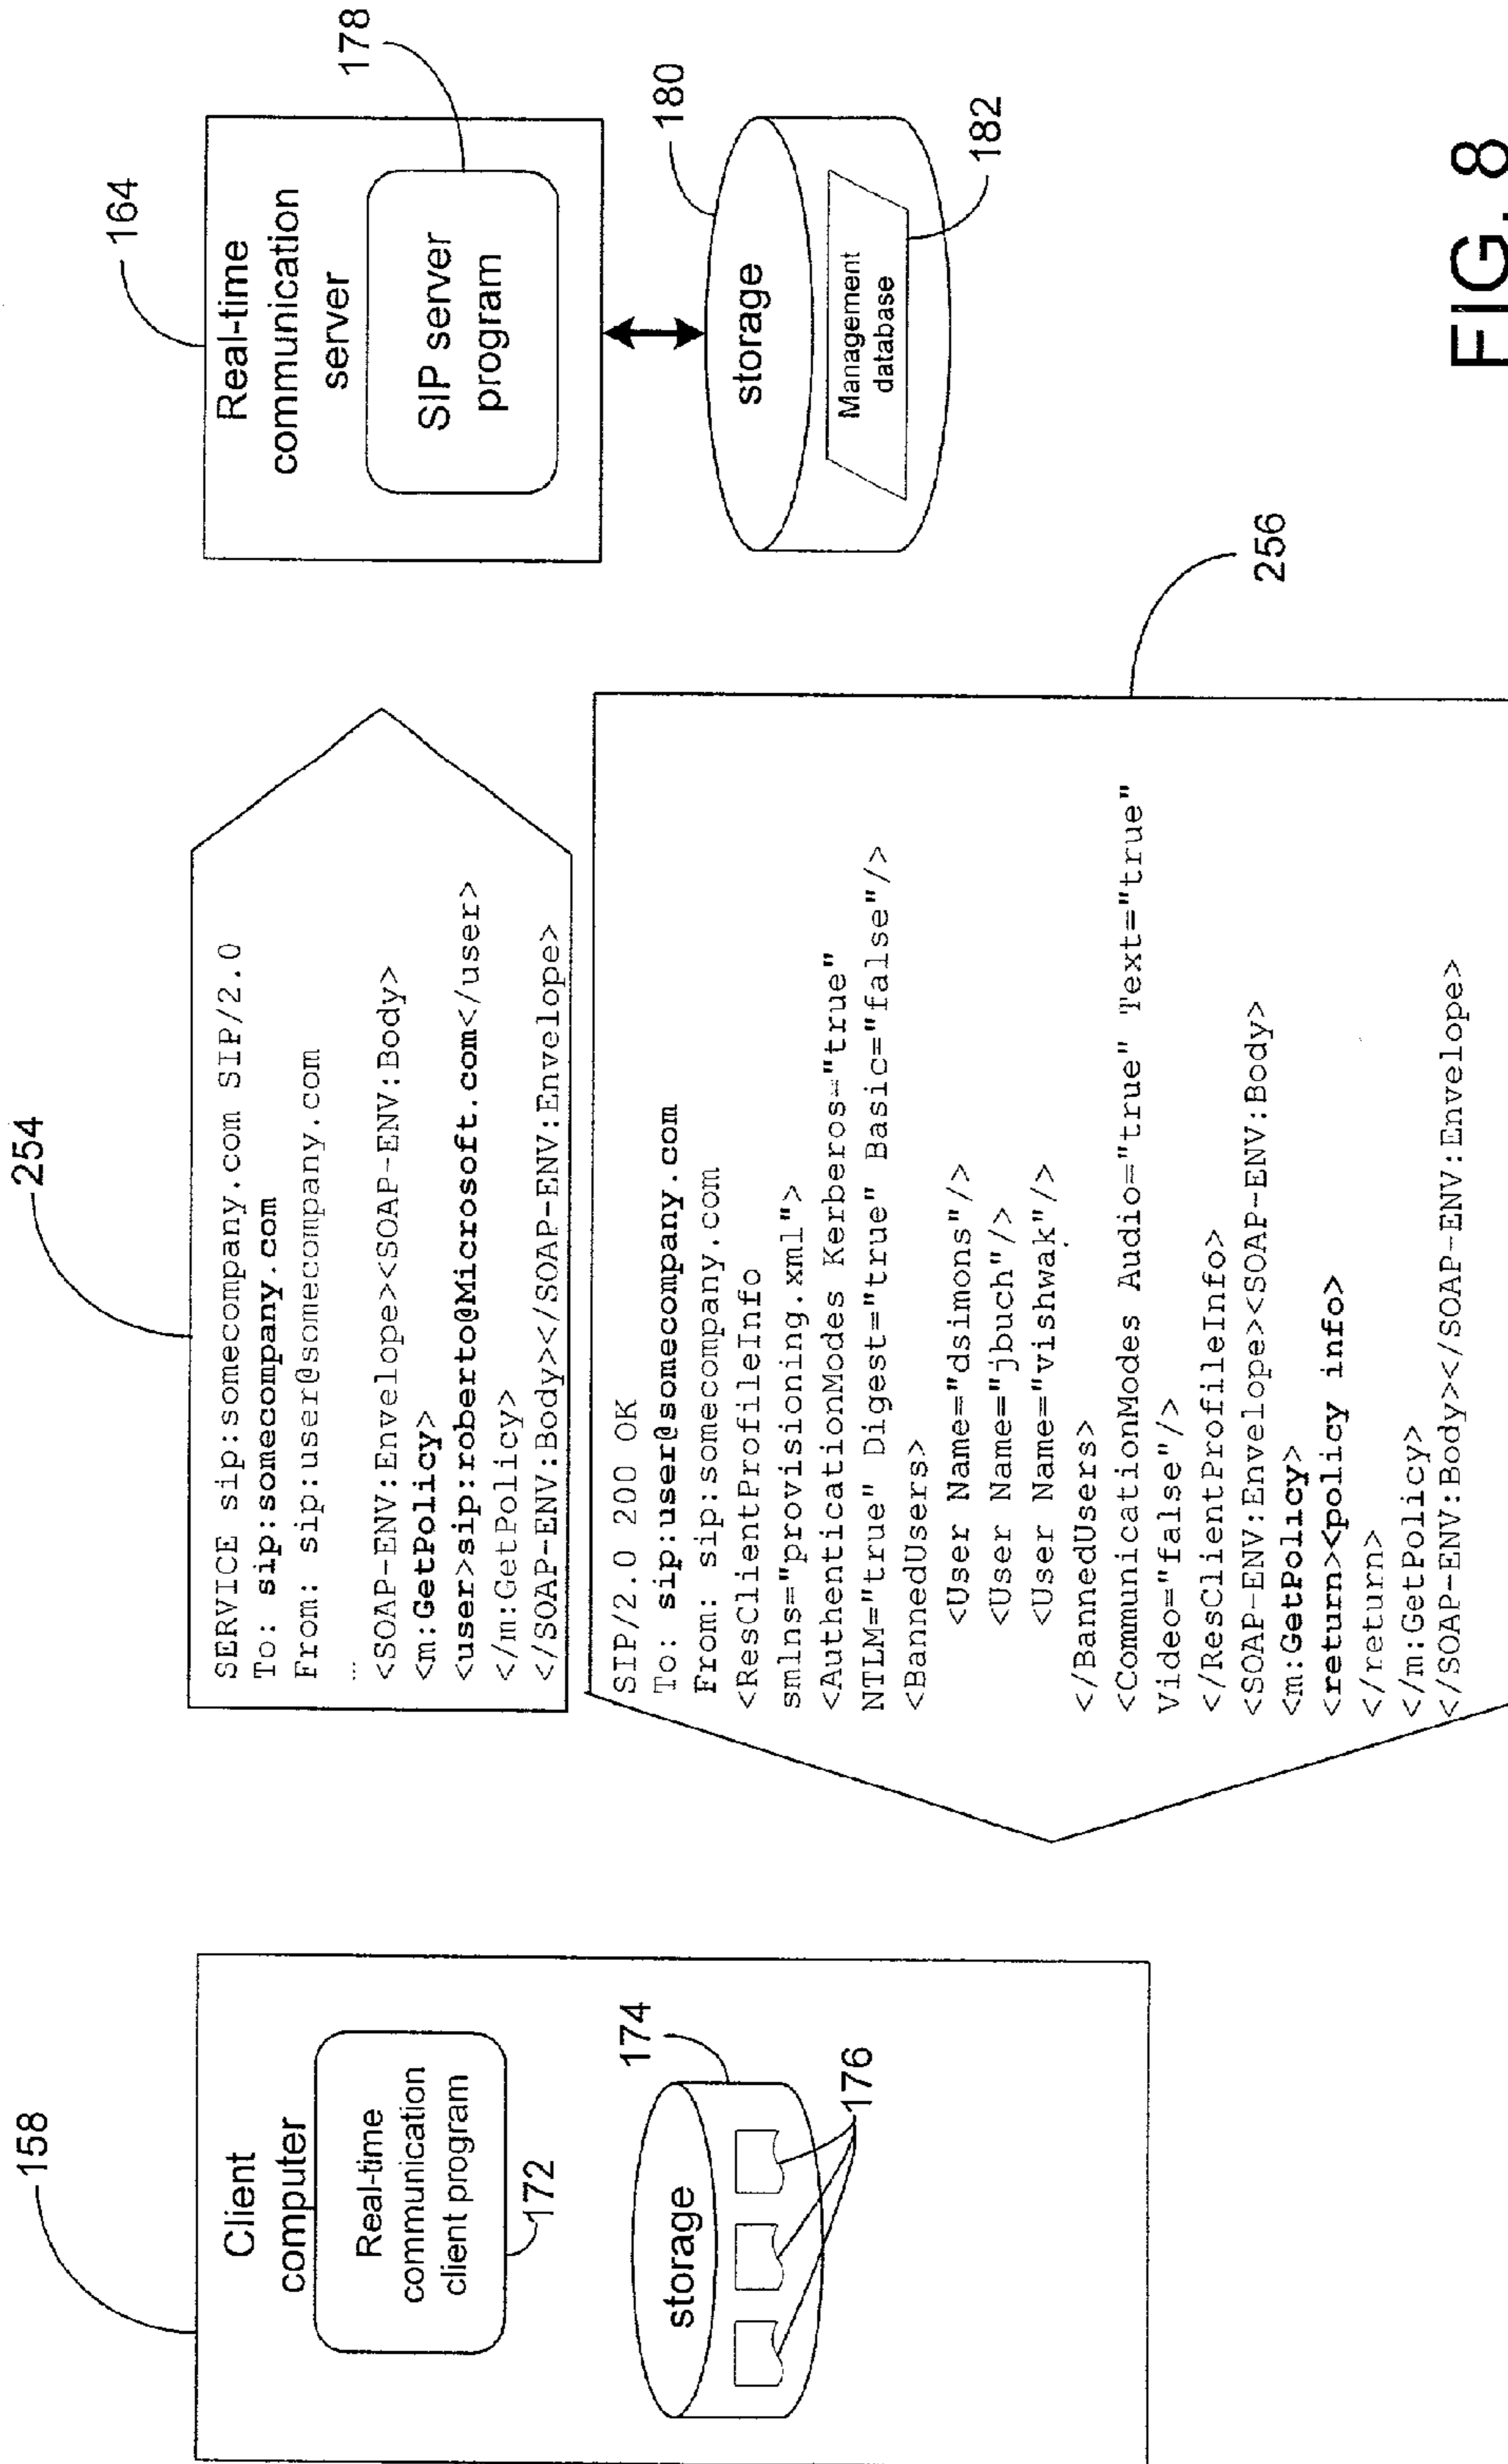 158
Client
computer
Real-time
communication
client program
172
storage
174
176
254
SERVICE sip:somecompany.com SIP/2.0
To: sip:somecompany.com
From: sip:user@somecompany.com
...
<SOAP-ENV:Envelope><SOAP-ENV:Body>
<m:GetPolicy>
<user>sip:roberto@Microsoft.com</user>
</m:GetPolicy>
</SOAP-ENV:Body></SOAP-ENV:Envelope>
SIP/2.0 200 OK
To: sip:user@somecompany.com
From: sip:somecompany.com
<ResClientProfileInfo
smlns="provisioning.xml">
<AuthenticationModes Kerberos="true"
NTLM="true" Digest="true" Basic="false"/>
<BannedUsers>
<User Name="dsimons"/>
<User Name="jbuch"/>
<User Name="vishwak"/>
</BannedUsers>
<CommunicationModes Audio="true" Text="true"
Video="false"/>
</ResClientProfileInfo>
<SOAP-ENV:Envelope><SOAP-ENV:Body>
<m:GetPolicy>
<return><policy info>
</return>
</m:GetPolicy>
</SOAP-ENV:Body></SOAP-ENV:Envelope>
256
164
Real-time
communication
server
SIP server
program
178
storage
180
Management
database
182
FIG. 8